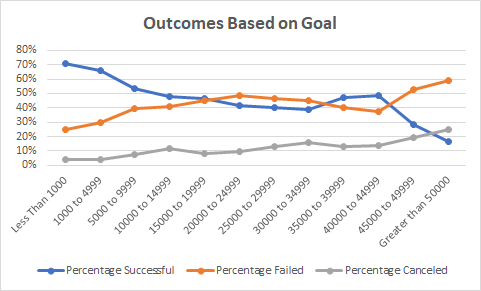 Outcomes Based on Goal
80%
70%
60%
50%
40%
30%
20%
10%
0%
Less Than 1000
1000 to 4999
5000 to 9999
10000 to 14999
15000 to 19999
20000 to 24999
25000 to 29999
30000 to 34999
35000 to 39999
40000 to 44999
45000 to 49999
Greater than 50000
Percentage Successful Percentage Failed Percentage Canceled